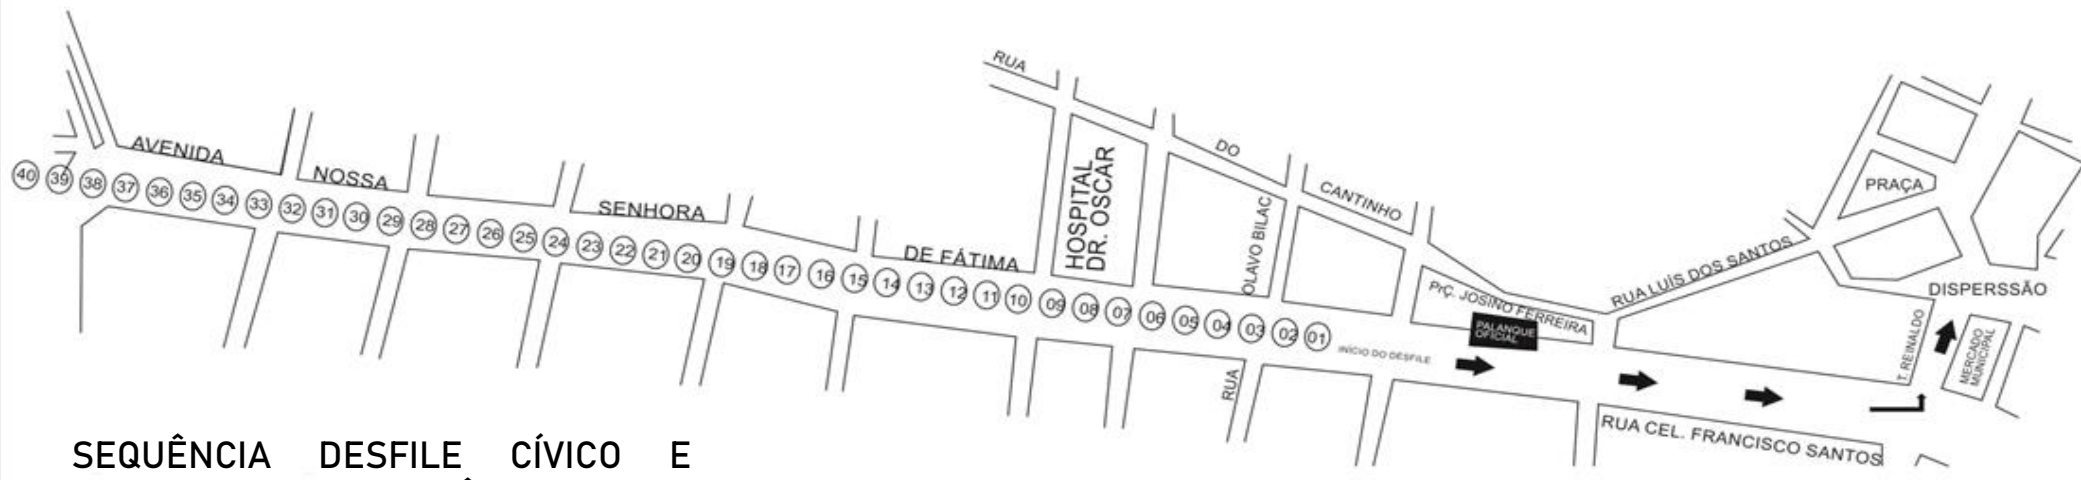 RUA
DO
CANTINHO
AVENIDA
NOSSA
SENHORA
DE FÁTIMA
HOSPITAL
DR. OSCAR
OLAVO BILAC
RUA
PrÇ. JOSINO FERREIRA
PALANQUE
OFICIAL
RUA LUÍS DOS SANTOS
PRAÇA
DISPERSSÃO
T. REINALDO
MERCADO
MUNICIPAL
40 39 38 37 36 35 34 33 32 31 30 29 28 27 26 25 24 23 22 21 20 19 18 17 16 15 14 13 12 11 10 09 08 07 06 05 04 03 02 01
INÍCIO DO DESFILE
RUA CEL. FRANCISCO SANTOS
SEQUÊNCIA DESFILE CÍVICO E